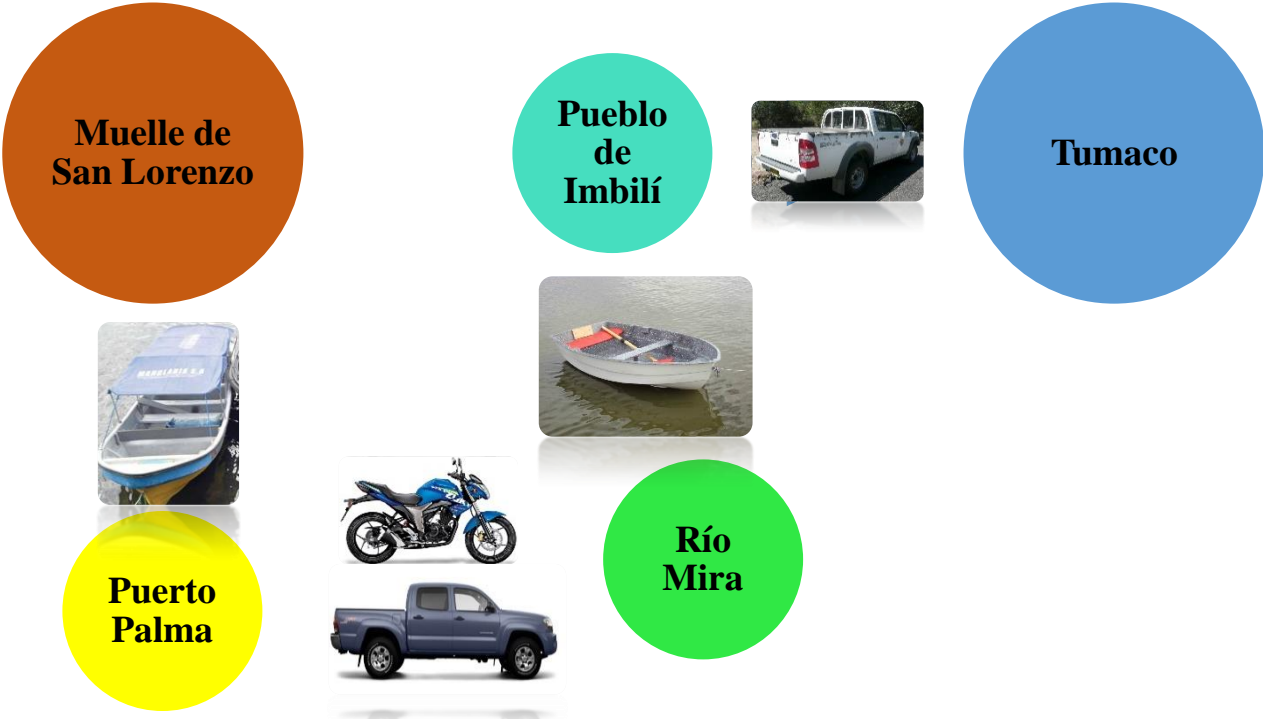 Muelle de
San Lorenzo
Pueblo
de
Imbilí
Tumaco
Puerto
Palma
Río
Mira